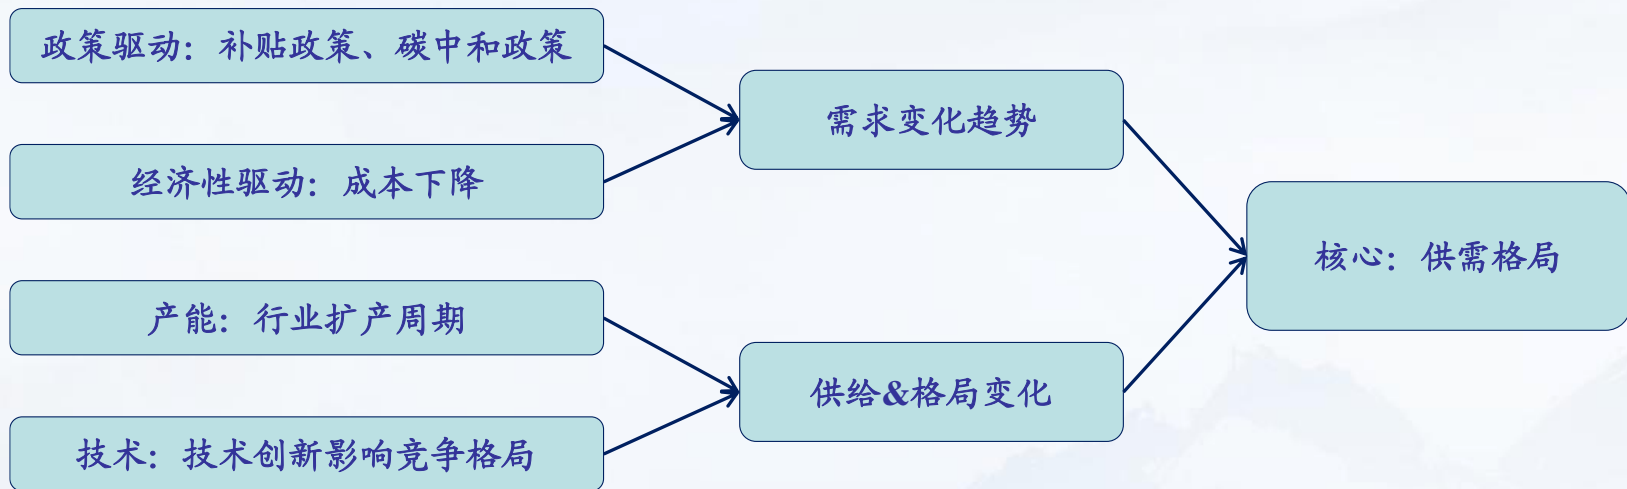 政策驱动：补贴政策、碳中和政策
需求变化趋势
经济性驱动：成本下降
核心：供需格局
产能：行业扩产周期
供给&格局变化
技术：技术创新影响竞争格局